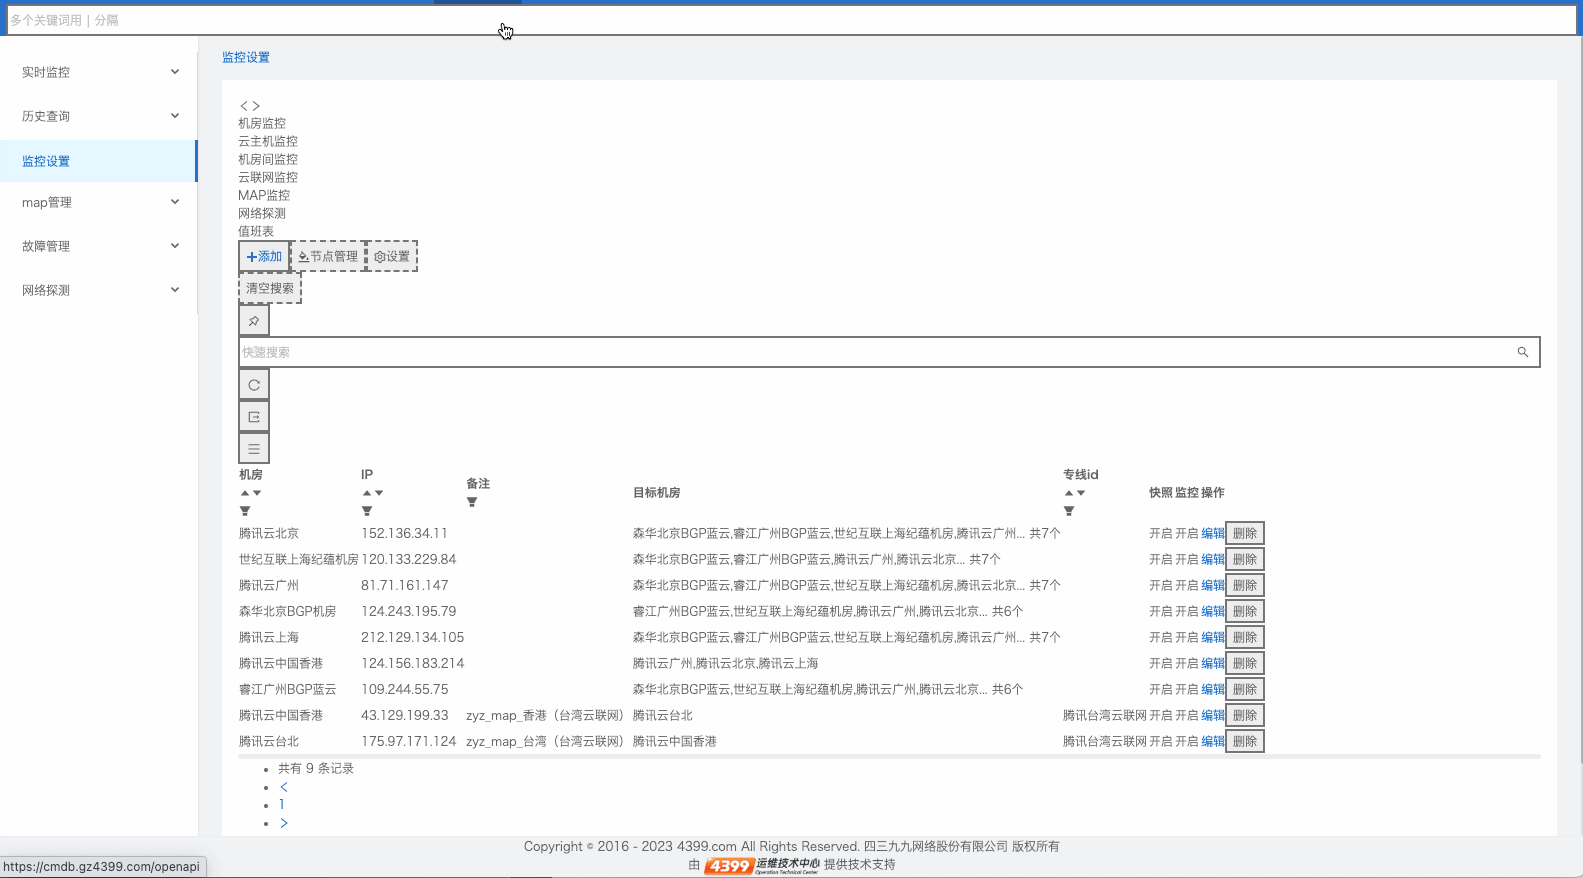 多个关键词用 | 分隔
监控设置
实时监控
历史查询
监控设置
map管理
故障管理
网络探测
机房监控
云主机监控
机房间监控
云联网监控
MAP监控
网络探测
值班表
添加 节点管理 设置
清空搜索
快速搜索
机房 IP 备注 目标机房 专线id 快照 监控 操作
腾讯云北京 152.136.34.11 森华北京BGP蓝云,睿江广州BGP蓝云,世纪互联上海纪蕴机房,腾讯云广州... 共7个 开启 开启 编辑 删除
世纪互联上海纪蕴机房 120.133.229.84 森华北京BGP蓝云,睿江广州BGP蓝云,腾讯云广州,腾讯云北京... 共7个 开启 开启 编辑 删除
腾讯云广州 81.71.161.147 森华北京BGP蓝云,睿江广州BGP蓝云,世纪互联上海纪蕴机房,腾讯云北京... 共7个 开启 开启 编辑 删除
森华北京BGP机房 124.243.195.79 睿江广州BGP蓝云,世纪互联上海纪蕴机房,腾讯云广州,腾讯云北京... 共6个 开启 开启 编辑 删除
腾讯云上海 212.129.134.105 森华北京BGP蓝云,睿江广州BGP蓝云,世纪互联上海纪蕴机房,腾讯云广州... 共7个 开启 开启 编辑 删除
腾讯云中国香港 124.156.183.214 腾讯云广州,腾讯云北京,腾讯云上海 开启 开启 编辑 删除
睿江广州BGP蓝云 109.244.55.75 森华北京BGP蓝云,世纪互联上海纪蕴机房,腾讯云广州,腾讯云北京... 共6个 开启 开启 编辑 删除
腾讯云中国香港 43.129.199.33 zyz_map_香港（台湾云联网） 腾讯云台北 腾讯台湾云联网 开启 开启 编辑 删除
腾讯云台北 175.97.171.124 zyz_map_台湾（台湾云联网） 腾讯云中国香港 腾讯台湾云联网 开启 开启 编辑 删除
共有 9 条记录
1
Copyright © 2016 - 2023 4399.com All Rights Reserved. 四三九九网络股份有限公司 版权所有
由 4399 运维技术中心 Operation Technical Center 提供技术支持
https://cmdb.gz4399.com/openapi